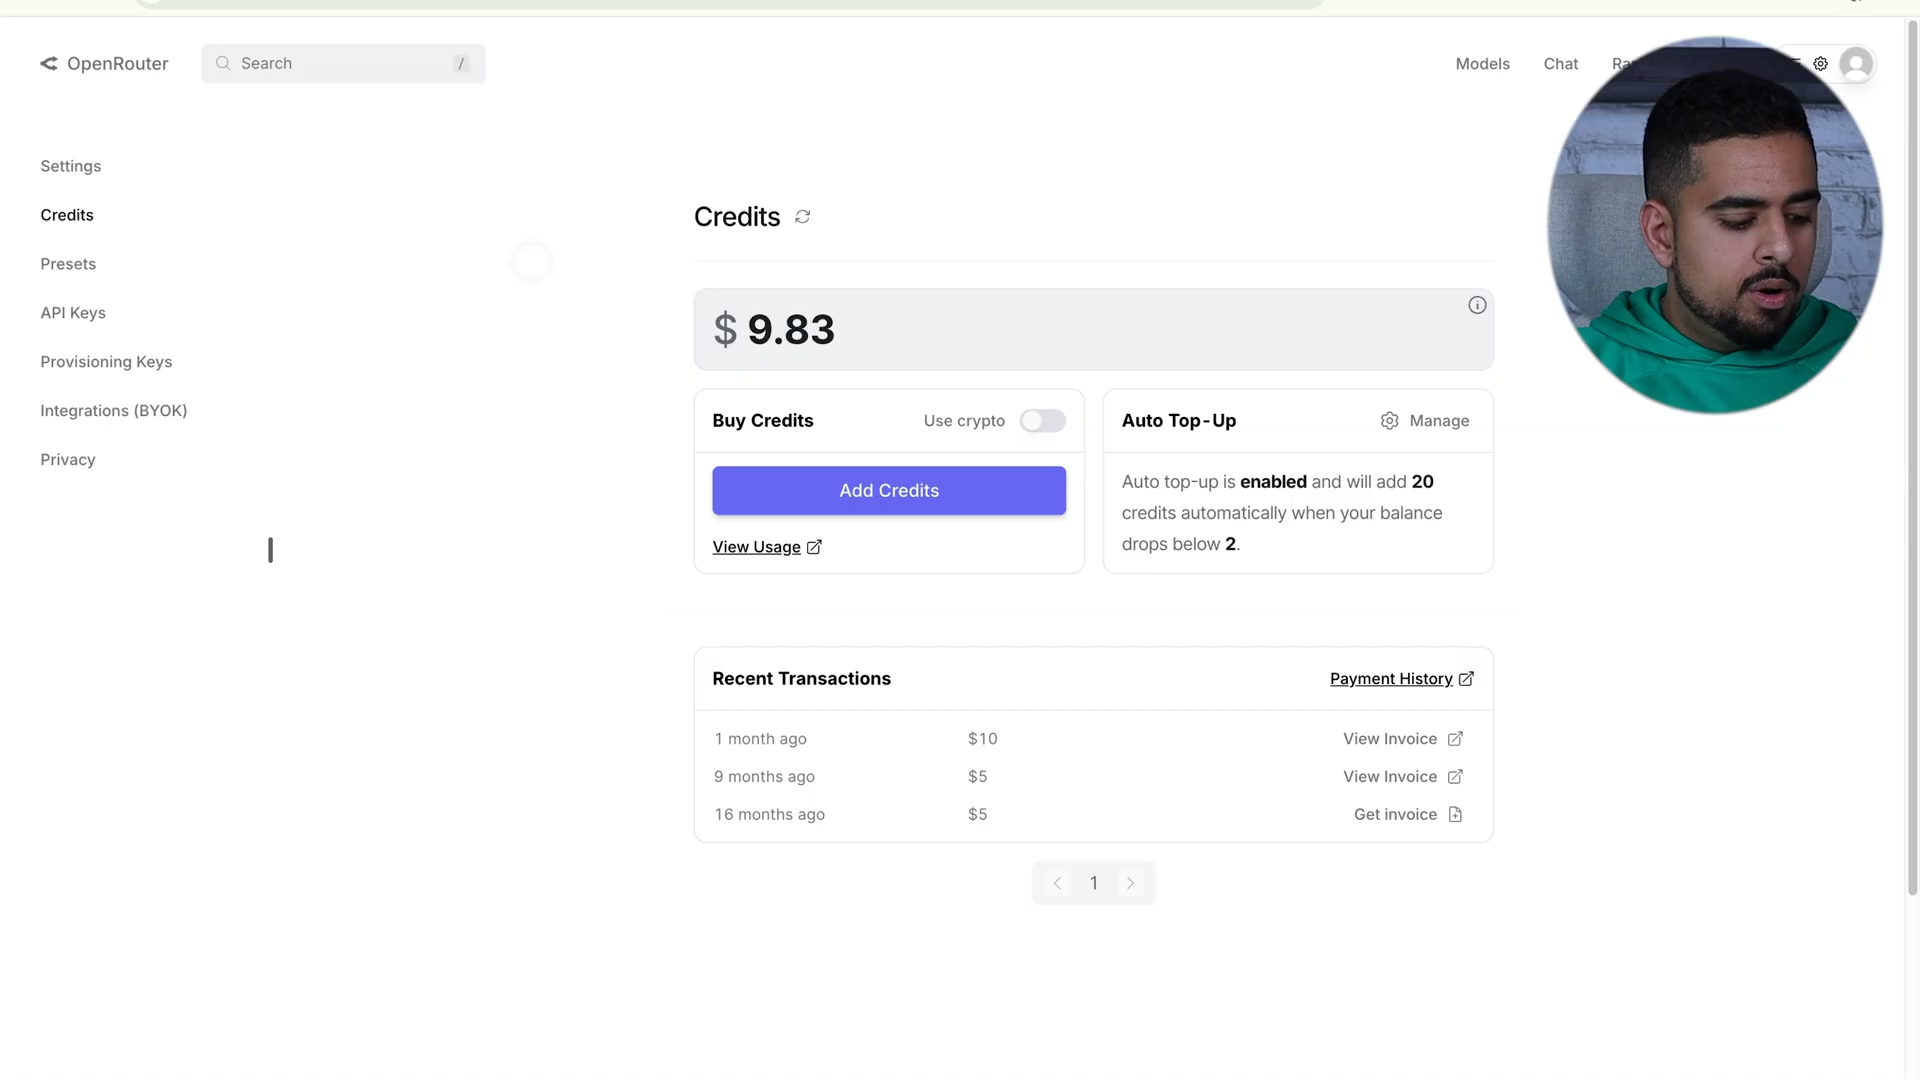 OpenRouter
Search
/
Models
Chat
Settings
Credits
Presets
API Keys
Provisioning Keys
Integrations (BYOK)
Privacy
Credits
$ 9.83
Buy Credits
Use crypto
Add Credits
View Usage
Auto Top-Up
Manage
Auto top-up is enabled and will add 20
credits automatically when your balance
drops below 2.
Recent Transactions
Payment History
1 month ago $10 View Invoice
9 months ago $5 View Invoice
16 months ago $5 Get invoice
1